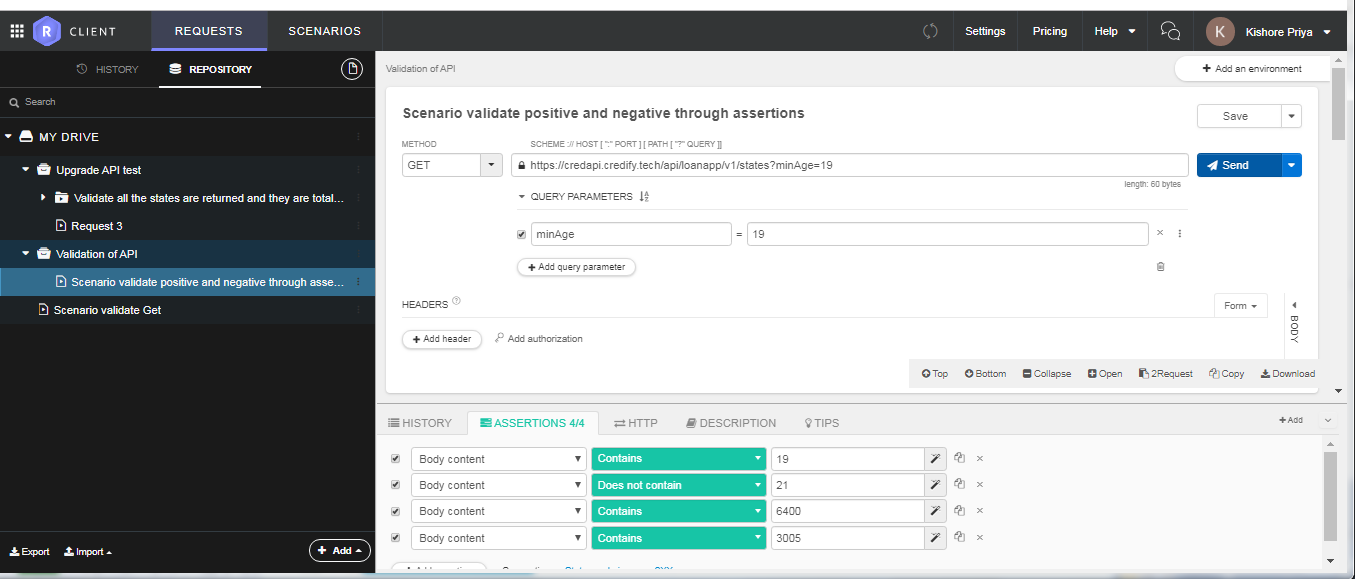 R CLIENT REQUESTS SCENARIOS Settings Pricing Help K Kishore Priya
HISTORY REPOSITORY
Search
MY DRIVE
Upgrade API test
Validate all the states are returned and they are total...
Request 3
Validation of API
Scenario validate positive and negative through asse...
Scenario validate Get
Export Import + Add
Validation of API
+ Add an environment
Scenario validate positive and negative through assertions
Save
METHOD SCHEME :// HOST [ ":" PORT ] [ PATH [ "?" QUERY ]]
GET https://credapi.credify.tech/api/loanapp/v1/states?minAge=19 Send
length: 60 bytes
QUERY PARAMETERS
minAge = 19 ×
+ Add query parameter
HEADERS ? Form
BODY
+ Add header Add authorization
Top Bottom Collapse Open 2Request Copy Download
HISTORY ASSERTIONS 4/4 HTTP DESCRIPTION TIPS + Add
Body content Contains 19 ×
Body content Does not contain 21 ×
Body content Contains 6400 ×
Body content Contains 3005 ×